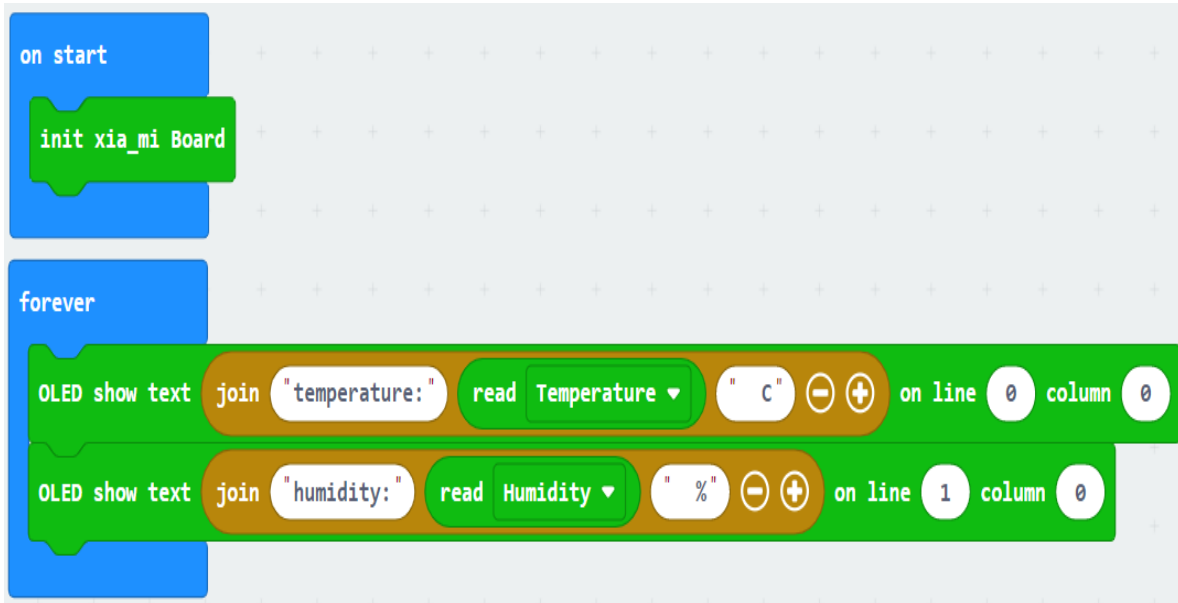 on start
init xia_mi Board
forever
OLED show text join "temperature:" read Temperature " C" on line 0 column 0
OLED show text join "humidity:" read Humidity " %" on line 1 column 0